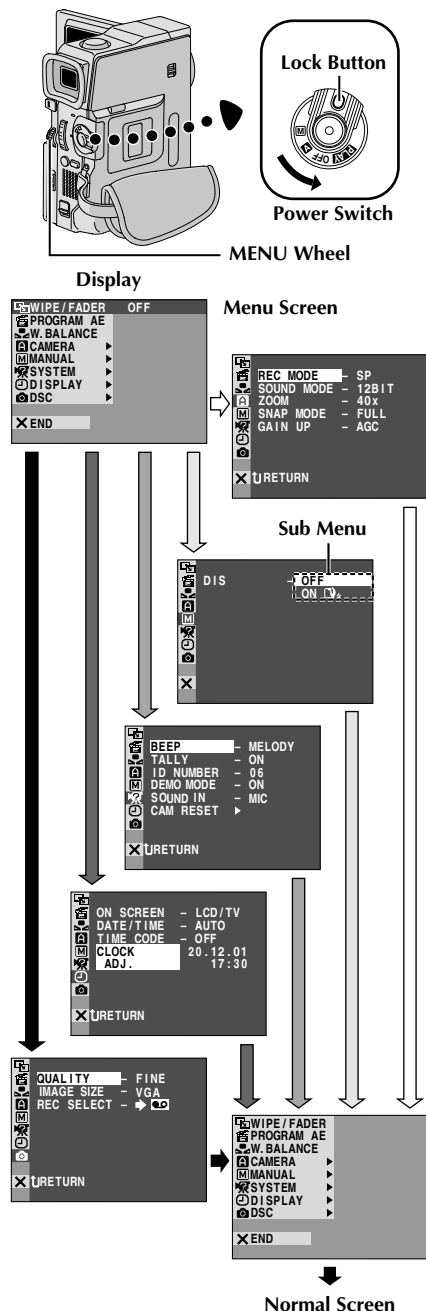 Lock Button
M
A
OFF
PLAY
Power Switch
MENU Wheel
Display
Menu Screen
WIPE/FADER OFF
PROGRAM AE
W. BALANCE
A CAMERA
M MANUAL
SYSTEM
DISPLAY
DSC
END
REC MODE – SP
SOUND MODE – 12BIT
A ZOOM – 40x
M SNAP MODE – FULL
GAIN UP – AGC
RETURN
Sub Menu
DIS – OFF
ON
A
M
BEEP – MELODY
TALLY – ON
A ID NUMBER – 06
M DEMO MODE – ON
SOUND IN – MIC
CAM RESET
RETURN
ON SCREEN – LCD/TV
DATE/TIME – AUTO
A TIME CODE – OFF
M CLOCK 20.12.01
ADJ. 17:30
RETURN
QUALITY – FINE
IMAGE SIZE – VGA
REC SELECT –
A
M
RETURN
WIPE/FADER
PROGRAM AE
W. BALANCE
A CAMERA
M MANUAL
SYSTEM
DISPLAY
DSC
END
Normal Screen